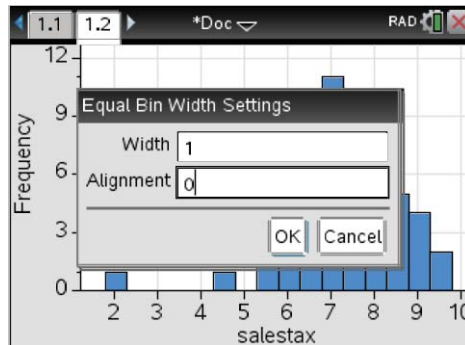 1.1 1.2 *Doc RAD
12
Equal Bin Width Settings
9
Width 1
Alignment 0
6
Frequency
3
OK Cancel
0
2 3 4 5 6 7 8 9 10
salestax